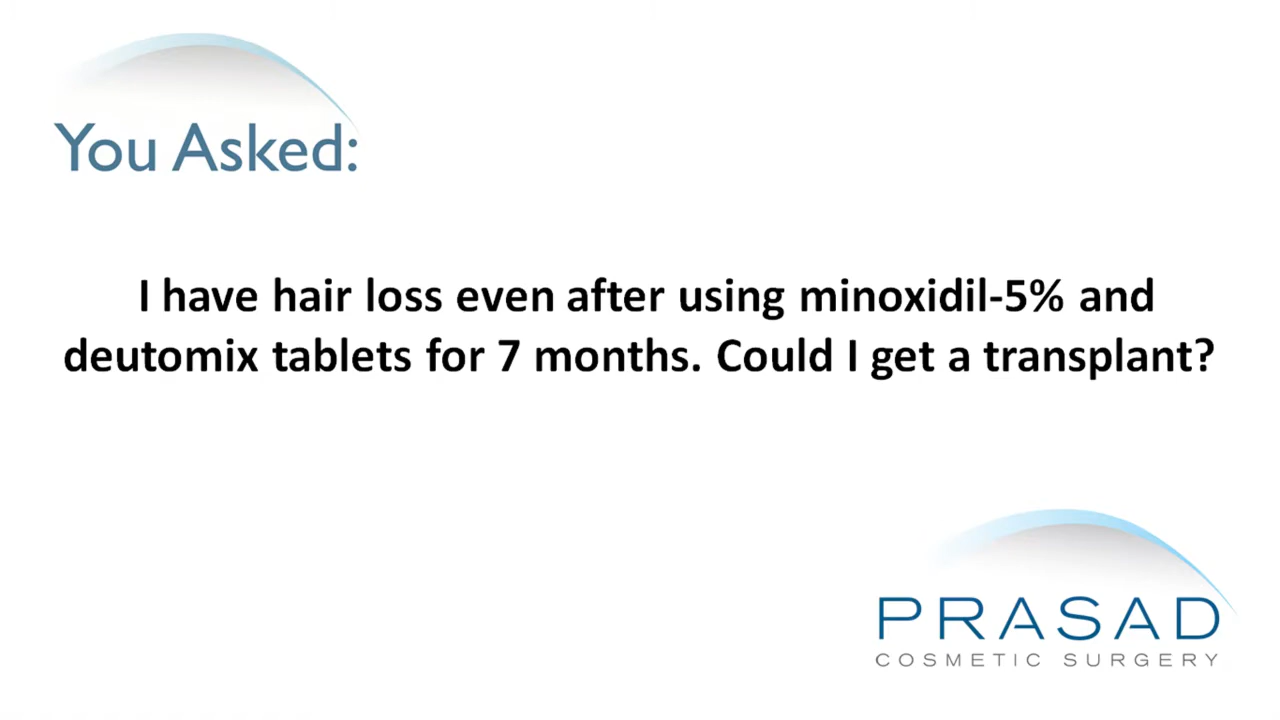 You Asked:
I have hair loss even after using minoxidil-5% and
deutomix tablets for 7 months. Could I get a transplant?
PRASAD
COSMETIC SURGERY